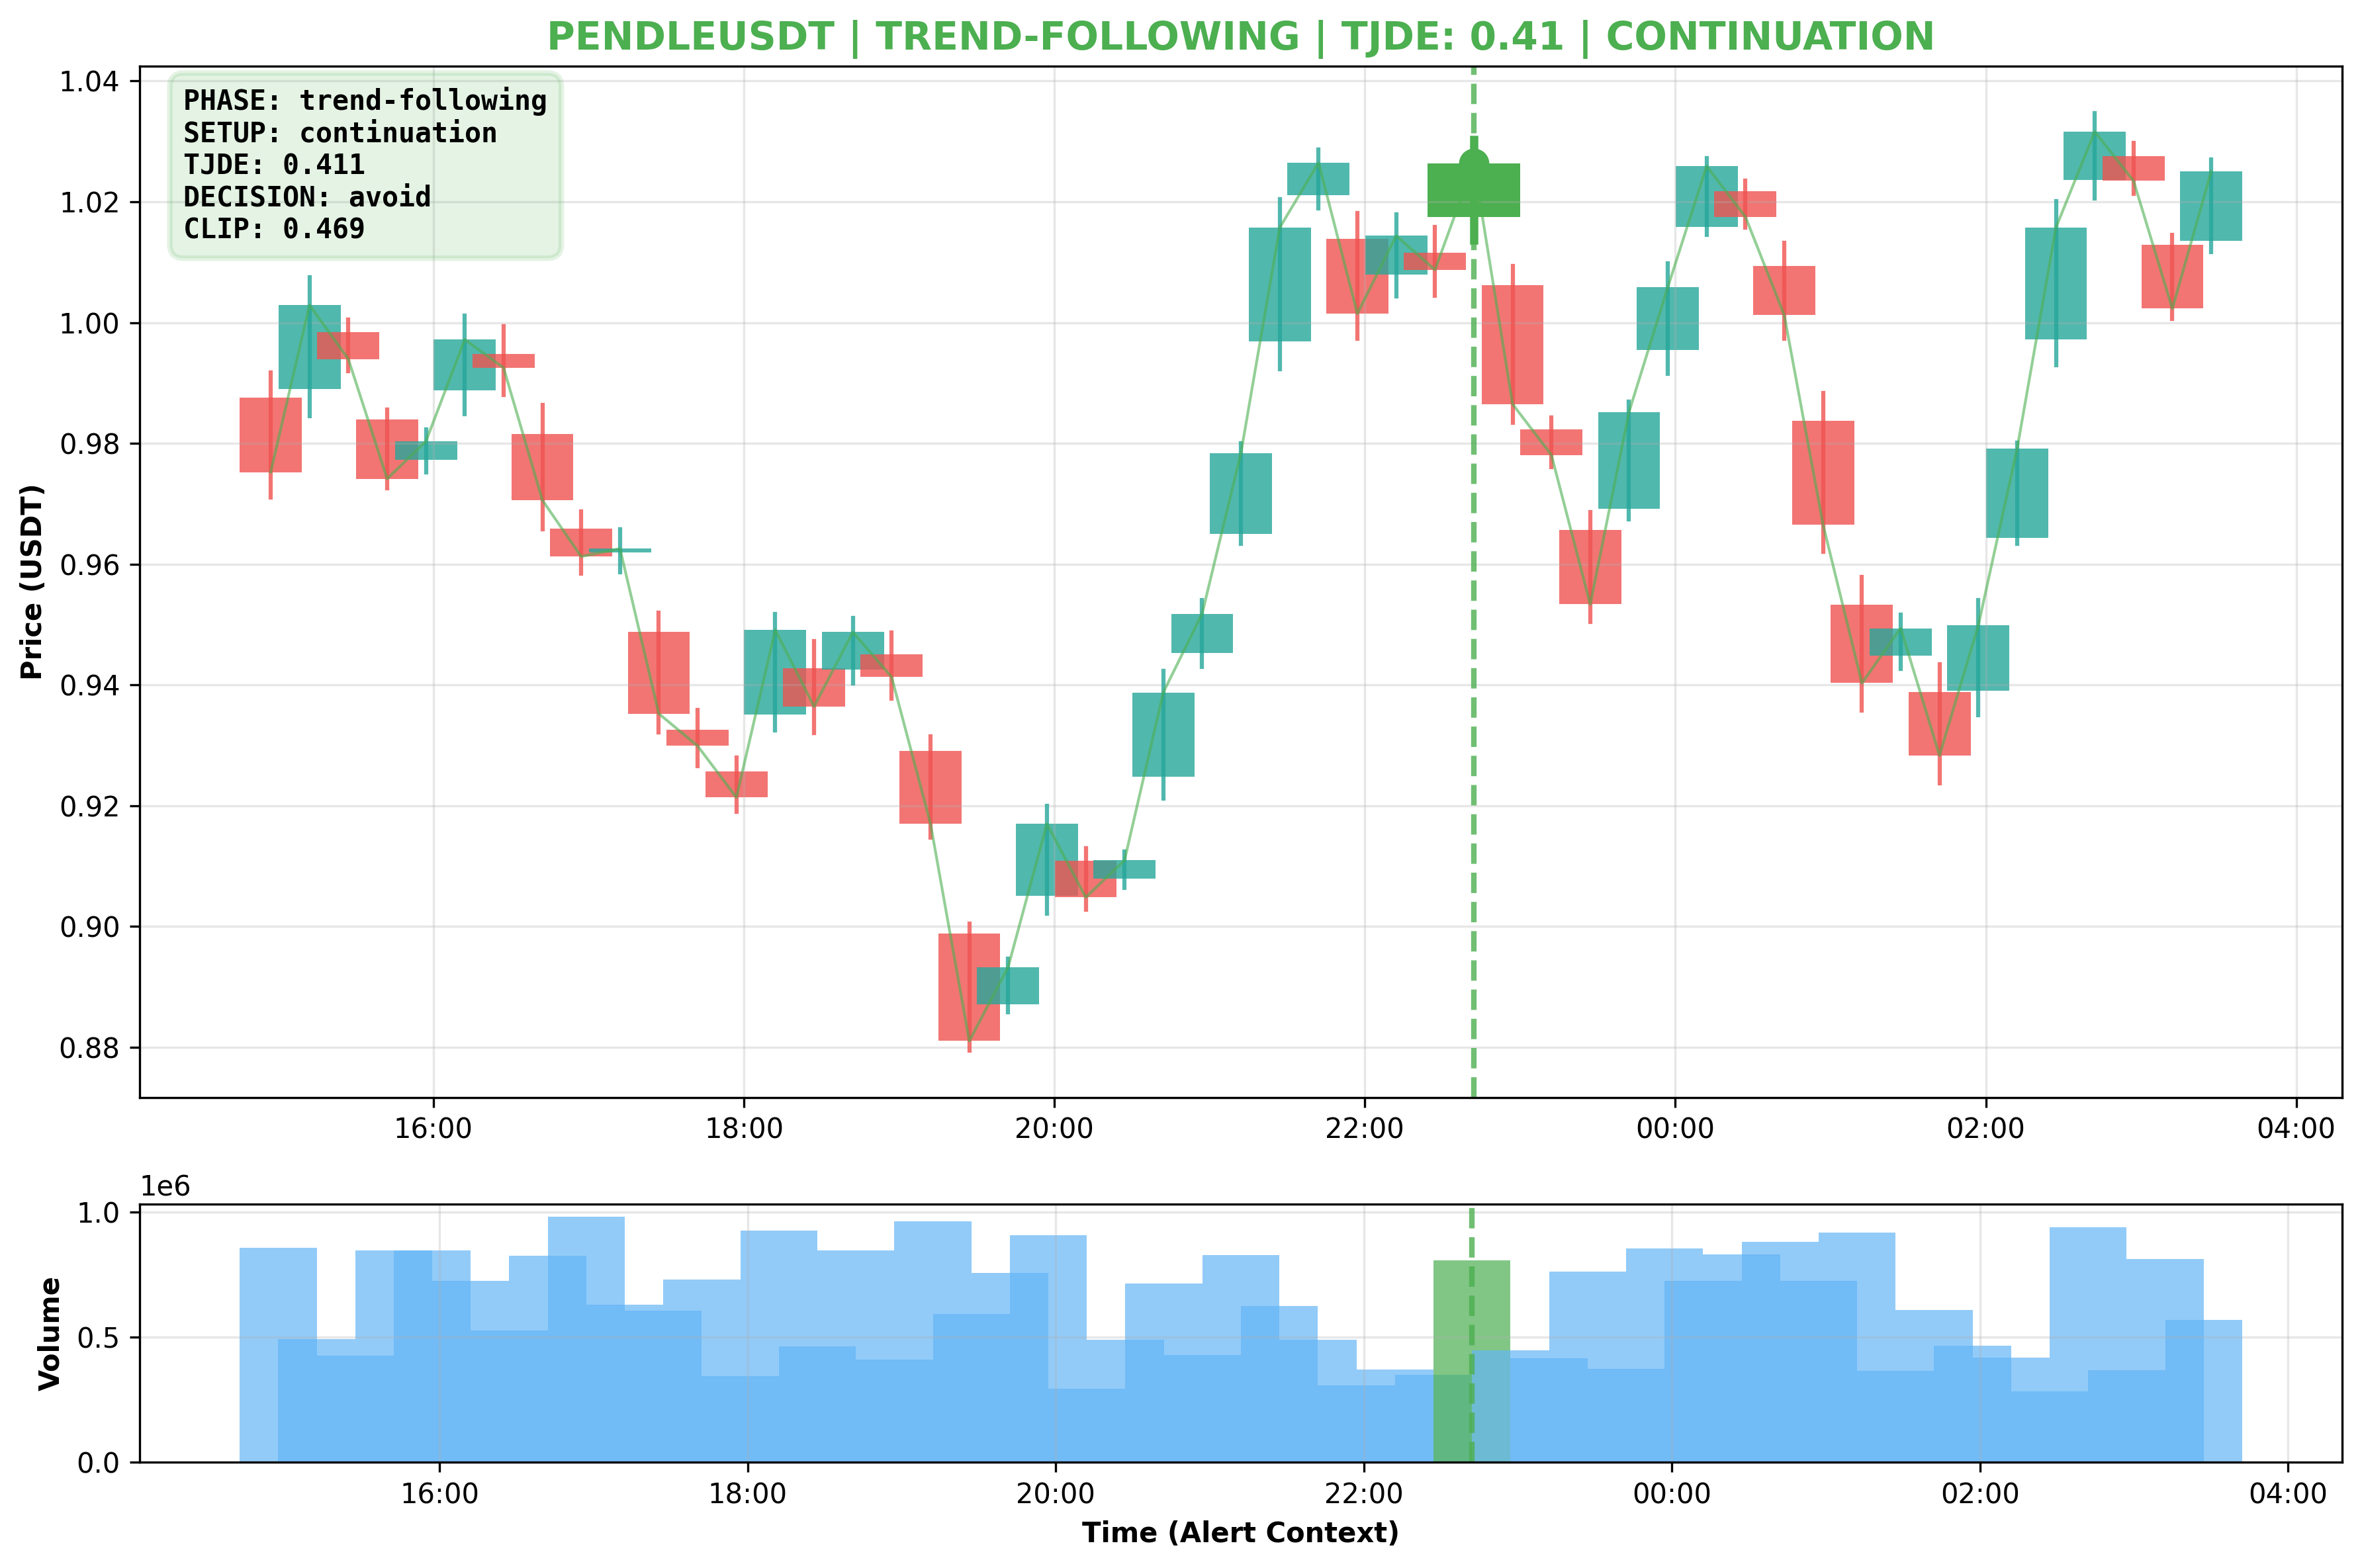 PENDLEUSDT | TREND-FOLLOWING | TJDE: 0.41 | CONTINUATION
PHASE: trend-following
SETUP: continuation
TJDE: 0.411
DECISION: avoid
CLIP: 0.469
Price (USDT)
1.04
1.02
1.00
0.98
0.96
0.94
0.92
0.90
0.88
16:00 18:00 20:00 22:00 00:00 02:00 04:00
1e6
Volume
1.0
0.5
0.0
16:00 18:00 20:00 22:00 00:00 02:00 04:00
Time (Alert Context)